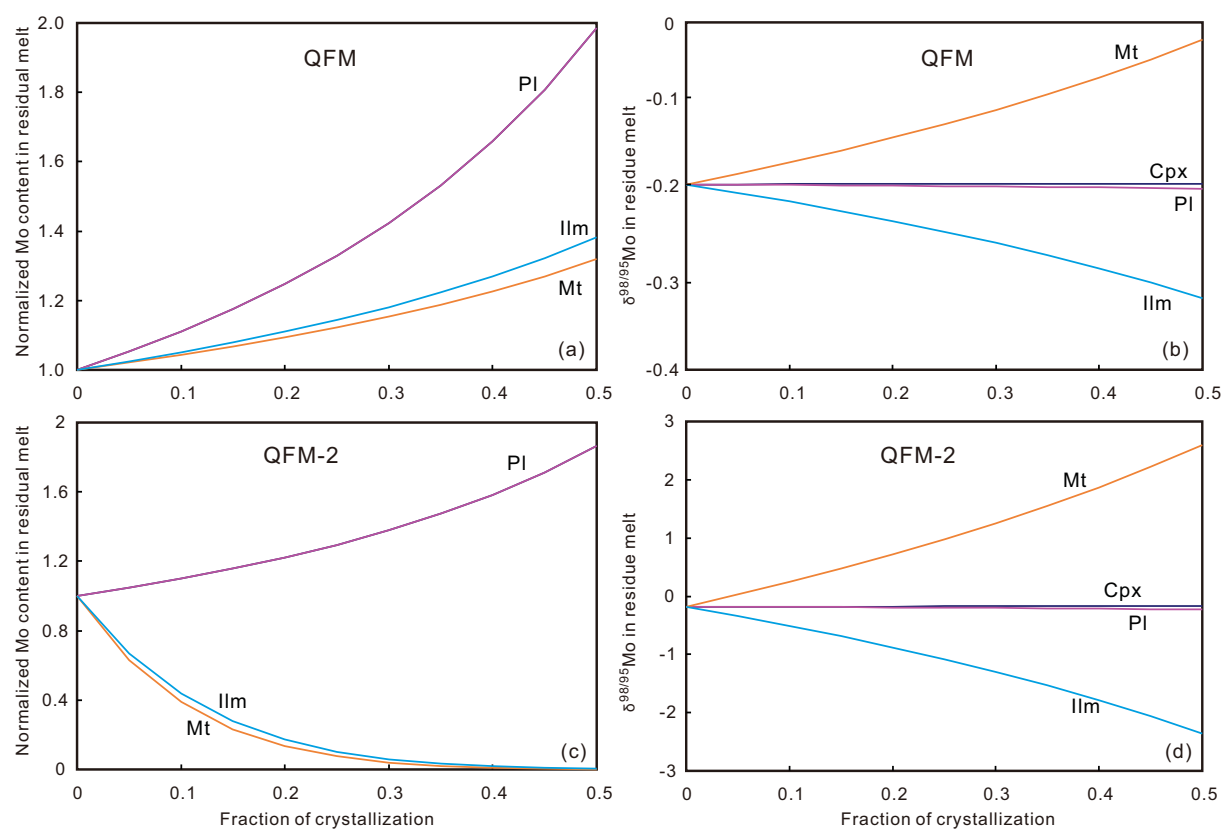 Normalized Mo content in residual melt
2.0
1.8
1.6
1.4
1.2
1.0
QFM
Pl
Ilm
Mt
(a)
0
0.1
0.2
0.3
0.4
0.5
δ98/95Mo in residue melt
0
-0.1
-0.2
-0.3
-0.4
QFM
Mt
Cpx
Pl
Ilm
(b)
0
0.1
0.2
0.3
0.4
0.5
Normalized Mo content in residual melt
2
1.6
1.2
0.8
0.4
0
QFM-2
Pl
Ilm
Mt
(c)
0
0.1
0.2
0.3
0.4
0.5
Fraction of crystallization
δ98/95Mo in residue melt
3
2
1
0
-1
-2
-3
QFM-2
Mt
Cpx
Pl
Ilm
(d)
0
0.1
0.2
0.3
0.4
0.5
Fraction of crystallization